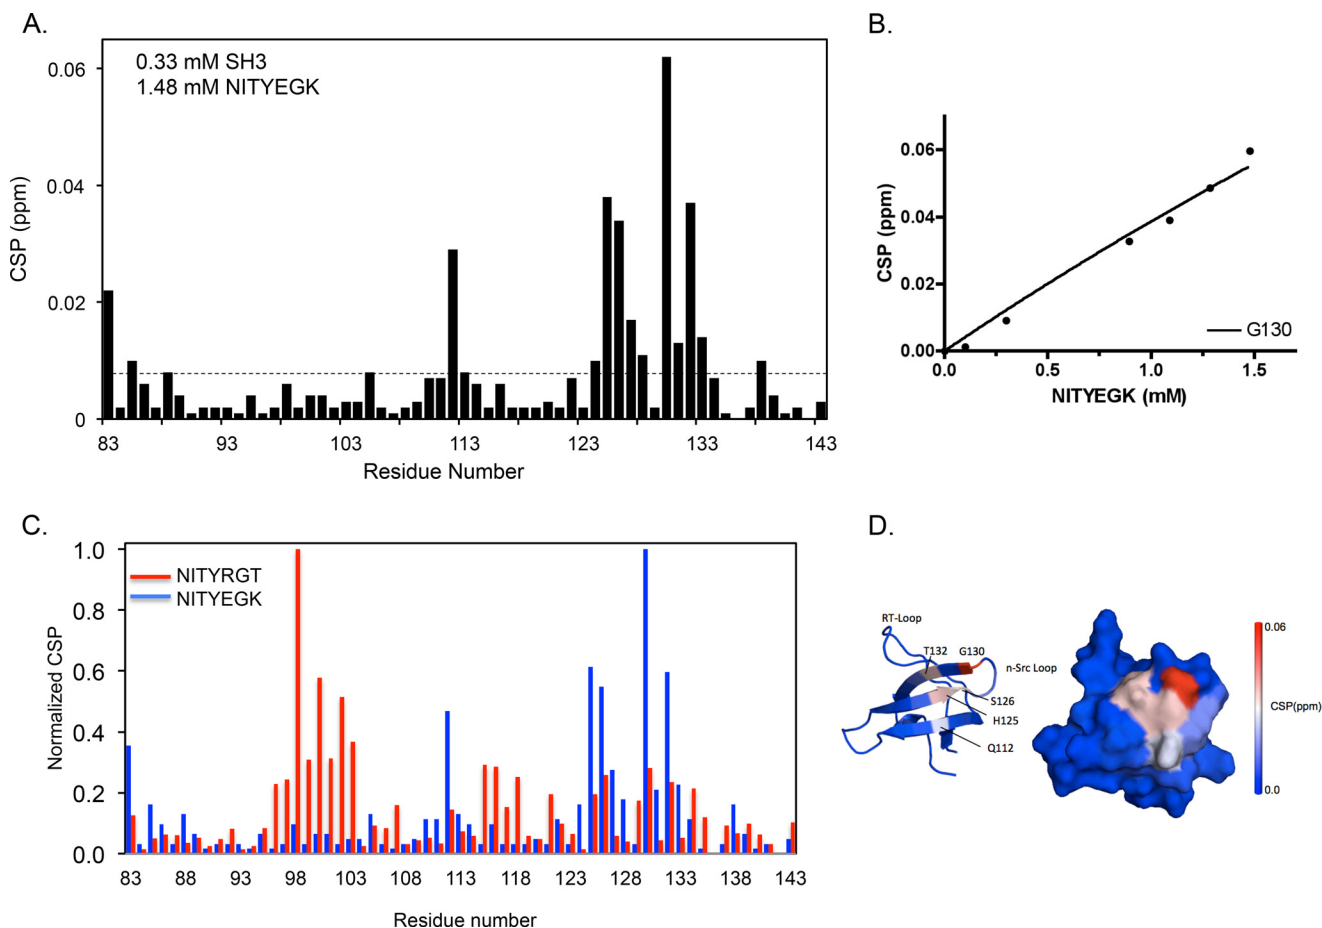 A.
0.33 mM SH3
1.48 mM NITYEGK
0.06
0.04
0.02
0
CSP (ppm)
83 93 103 113 123 133 143
Residue Number
B.
0.06
0.04
0.02
0.00
CSP (ppm)
G130
0.0 0.5 1.0 1.5
NITYEGK (mM)
C.
NITYRGT
NITYEGK
1.0
0.8
0.6
0.4
0.2
0.0
Normalized CSP
83 88 93 98 103 108 113 118 123 128 133 138 143
Residue number
D.
RT-Loop
T132 G130
n-Src Loop
S126
H125
Q112
0.06
CSP(ppm)
0.0